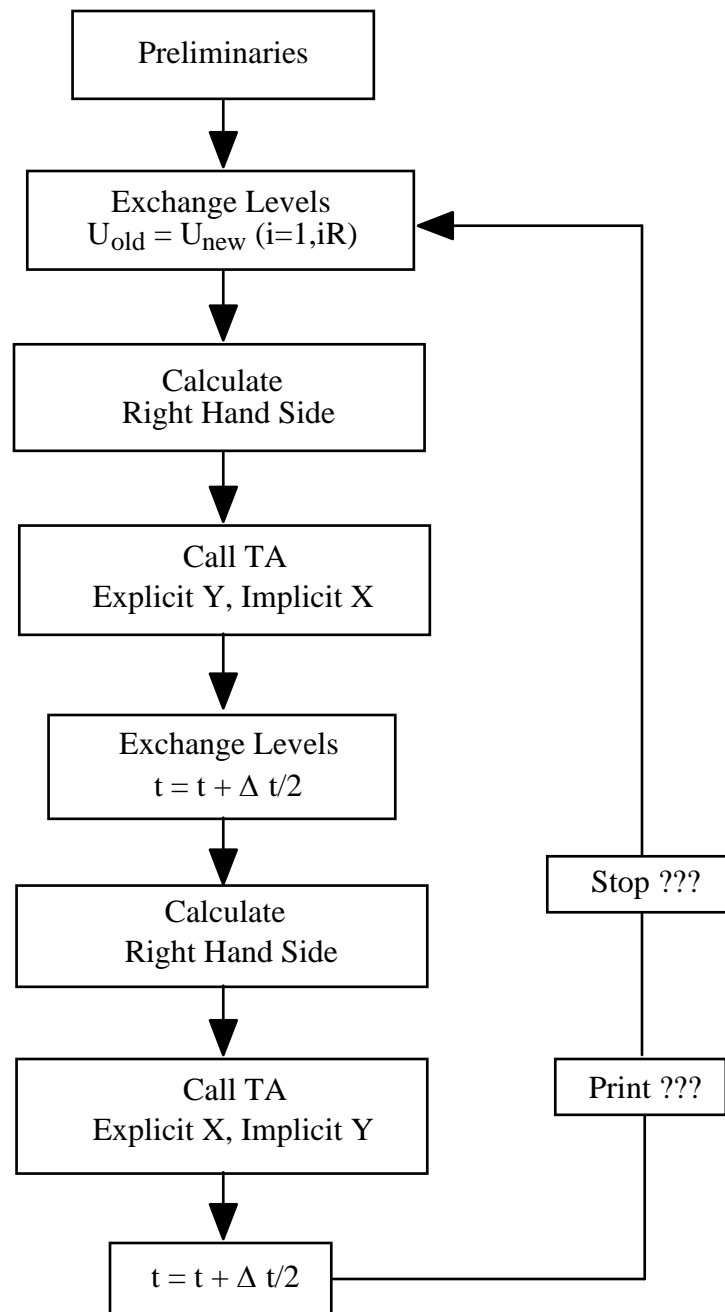 Preliminaries
Exchange Levels
Uold = Unew (i=1,iR)
Calculate
Right Hand Side
Call TA
Explicit Y, Implicit X
Exchange Levels
t = t + Δ t/2
Calculate
Right Hand Side
Call TA
Explicit X, Implicit Y
t = t + Δ t/2
Print ???
Stop ???